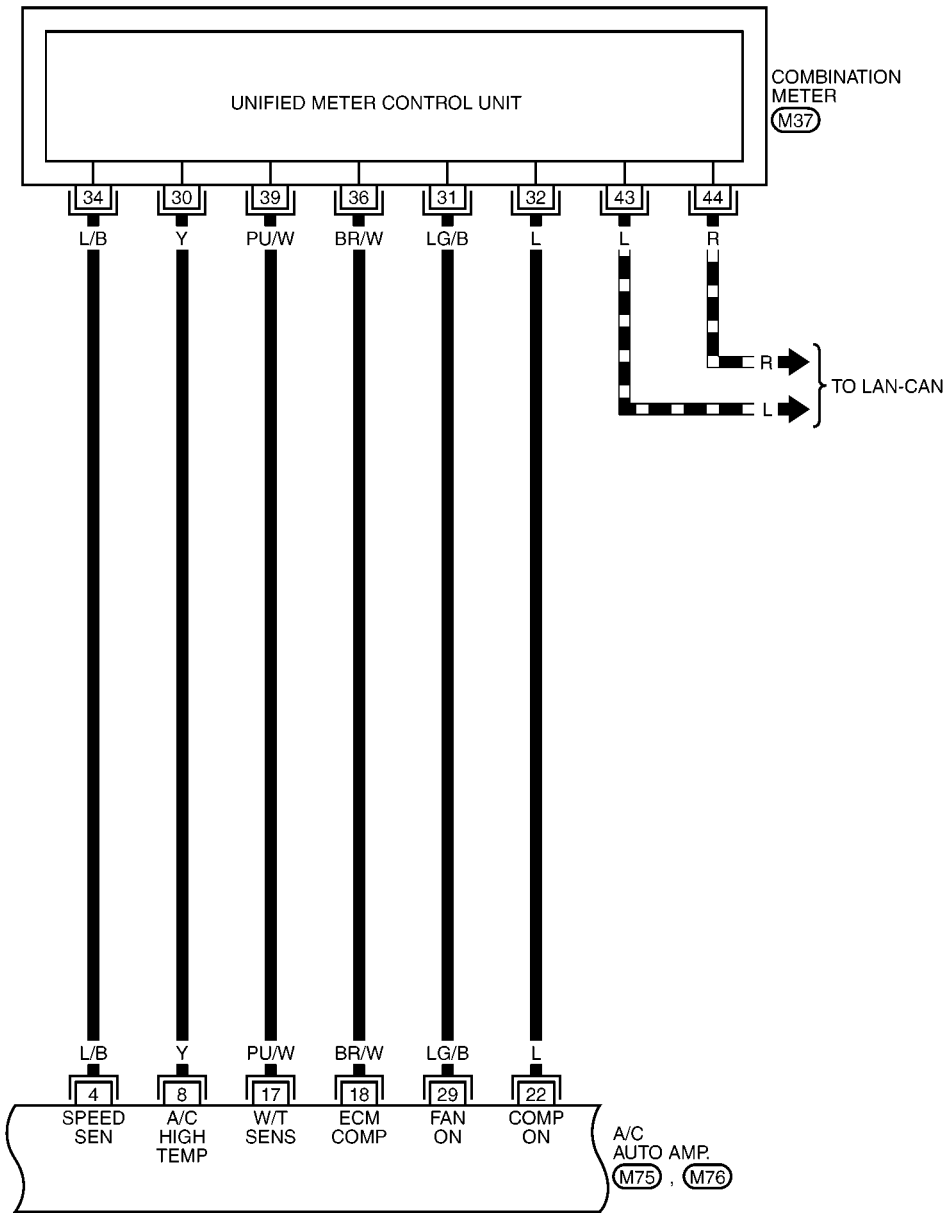 UNIFIED METER CONTROL UNIT
COMBINATION
METER
M37
34 30 39 36 31 32 43 44
L/B Y PU/W BR/W LG/B L L R
R
TO LAN-CAN
L
L/B Y PU/W BR/W LG/B L
4 8 17 18 29 22
SPEED
SEN
A/C
HIGH
TEMP
W/T
SENS
ECM
COMP
FAN
ON
COMP
ON
A/C
AUTO AMP.
M75 , M76